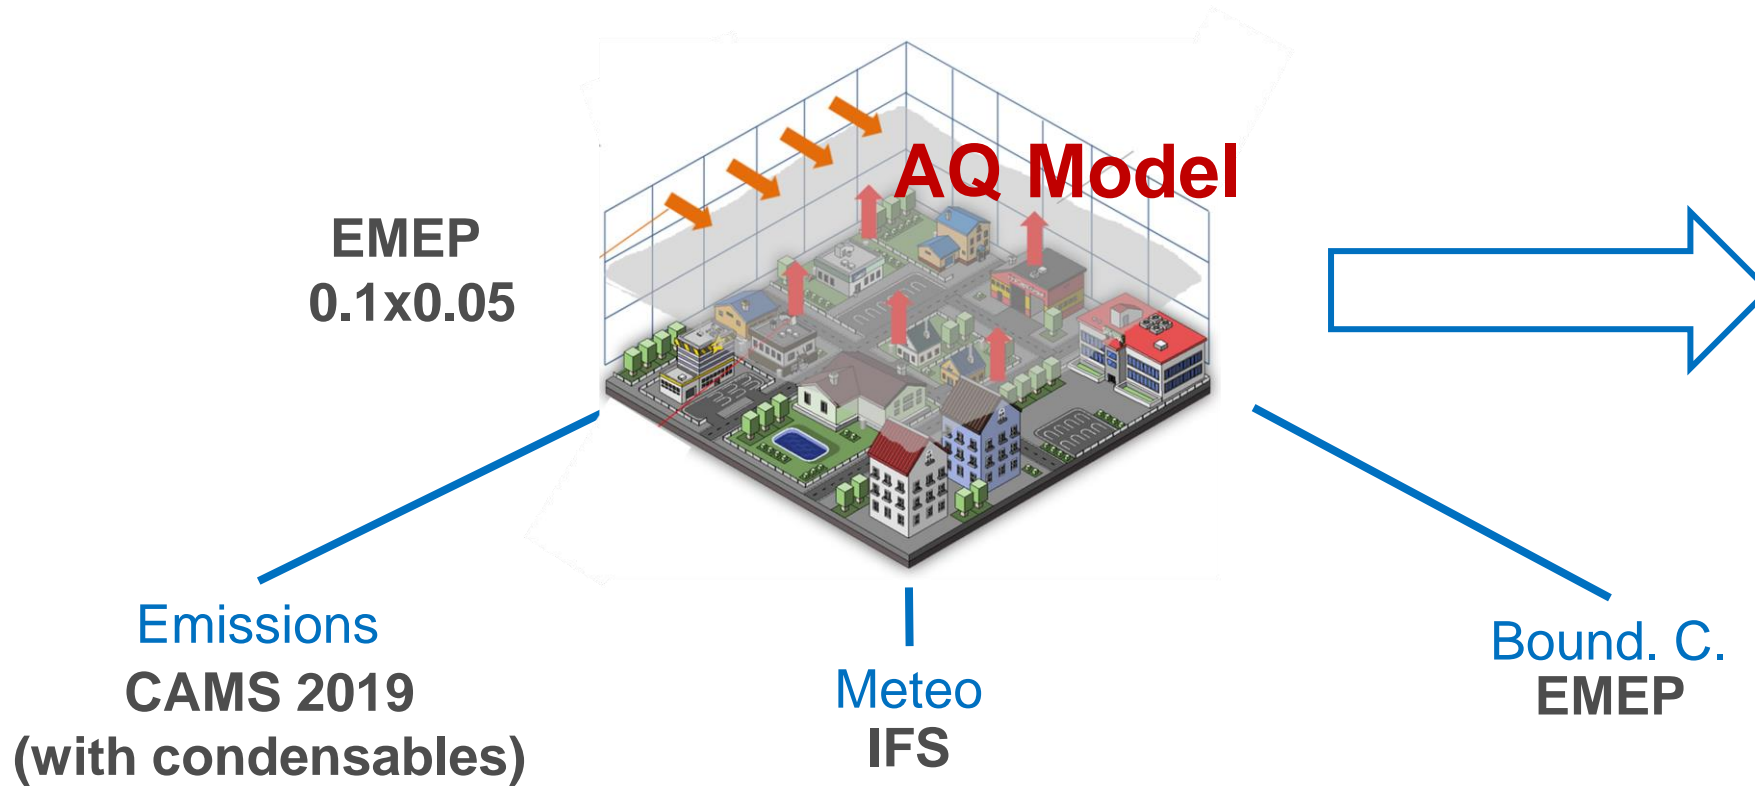 AQ Model
EMEP
0.1x0.05
Emissions
CAMS 2019
(with condensables)
Meteo
IFS
Bound. C.
EMEP